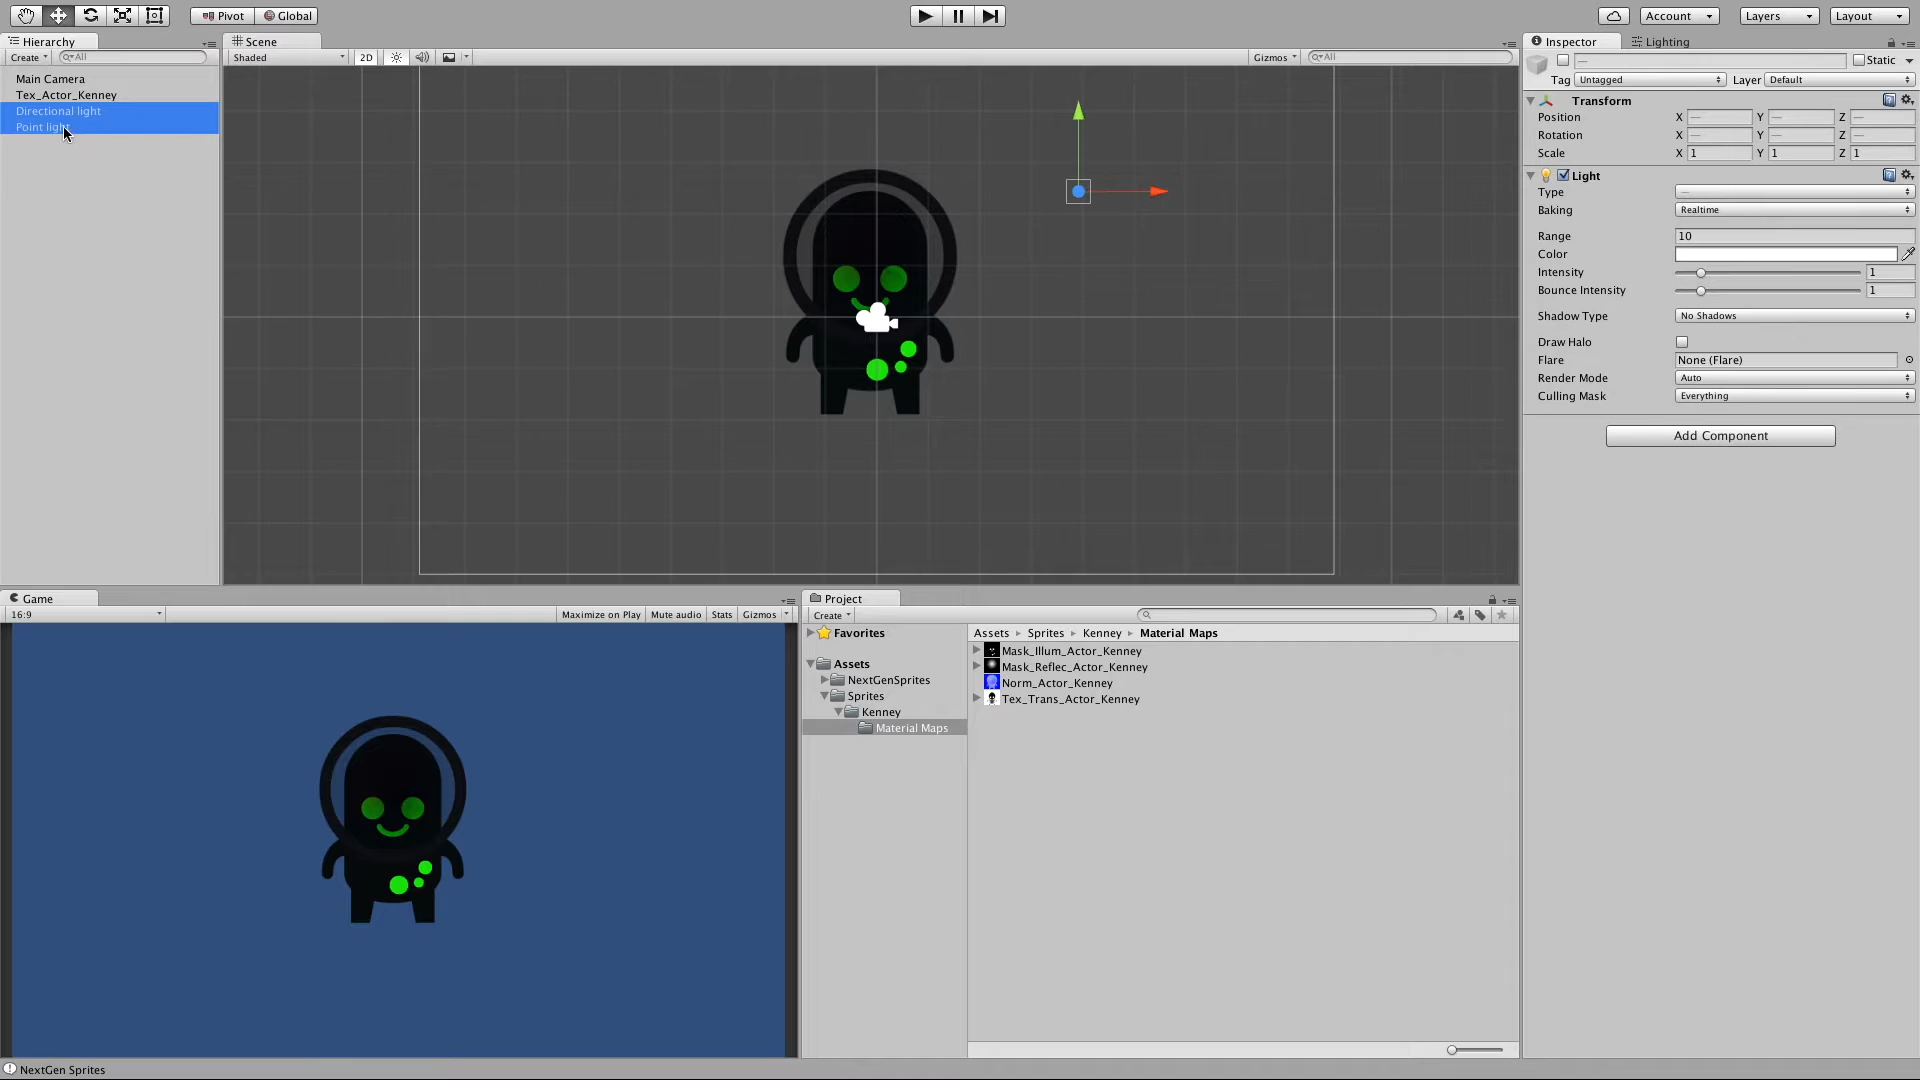 Pivot Global Account Layers Layout
Hierarchy Scene Inspector Lighting
Create All Shaded 2D Gizmos All — Static
Tag Untagged Layer Default
Main Camera
Tex_Actor_Kenney
Directional light
Point light
Transform
Position X — Y — Z —
Rotation X — Y — Z —
Scale X 1 Y 1 Z 1
Light
Type —
Baking Realtime
Range 10
Color
Intensity 1
Bounce Intensity 1
Shadow Type No Shadows
Draw Halo
Flare None (Flare)
Render Mode Auto
Culling Mask Everything
Add Component
Game Project
16:9 Maximize on Play Mute audio Stats Gizmos Create
Favorites
Assets
NextGenSprites
Sprites
Kenney
Material Maps
Assets Sprites Kenney Material Maps
Mask_Illum_Actor_Kenney
Mask_Reflec_Actor_Kenney
Norm_Actor_Kenney
Tex_Trans_Actor_Kenney
NextGen Sprites